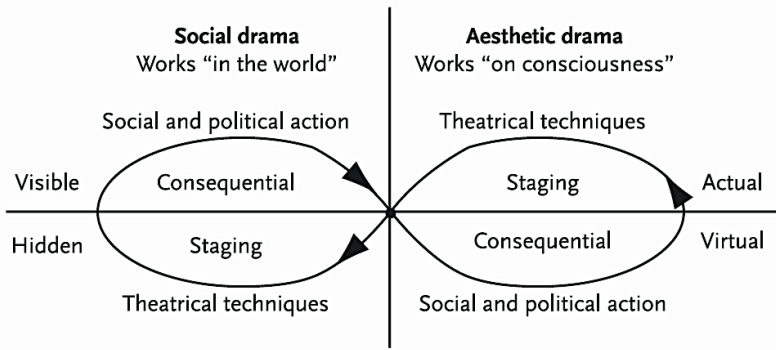 Social drama
Works “in the world”
Aesthetic drama
Works “on consciousness”
Social and political action
Theatrical techniques
Visible
Consequential
Staging
Actual
Hidden
Staging
Consequential
Virtual
Theatrical techniques
Social and political action